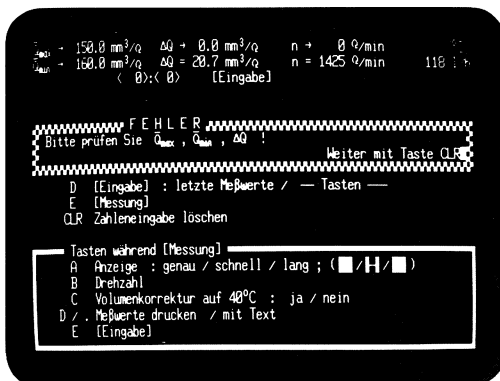 → 150.0 mm³/Q ΔQ → 0.0 mm³/Q n → 0 Q/min
→ 160.0 mm³/Q ΔQ = 20.7 mm³/Q n = 1425 Q/min 118
< 0>:< 0> [Eingabe]
FEHLER
Bitte prüfen Sie Q̄max , Q̄min , ΔQ !
Weiter mit Taste CLR
D [Eingabe] : letzte Meßwerte / — Tasten —
E [Messung]
CLR Zahleneingabe löschen
Tasten während [Messung]
A Anzeige : genau / schnell / lang ; ( / H / )
B Drehzahl
C Volumenkorrektur auf 40°C : ja / nein
D / . Meßwerte drucken / mit Text
E [Eingabe]